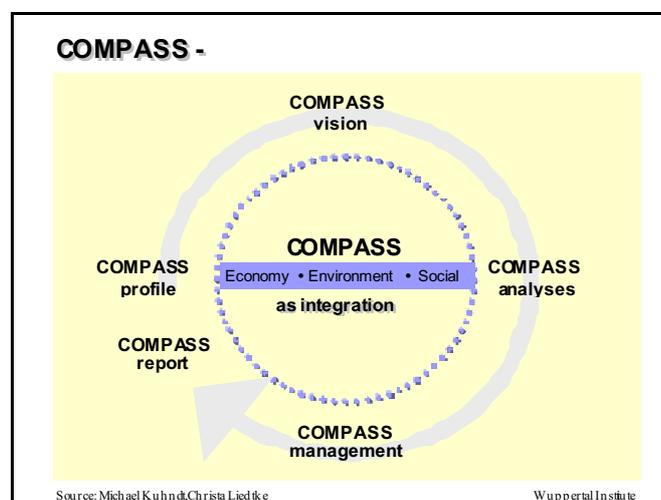 COMPASS -
COMPASS
vision
COMPASS
Economy • Environment • Social
as integration
COMPASS
profile
COMPASS
analyses
COMPASS
report
COMPASS
management
Source: Michael Kuhndt, Christa Liedtke
Wuppertal Instiute